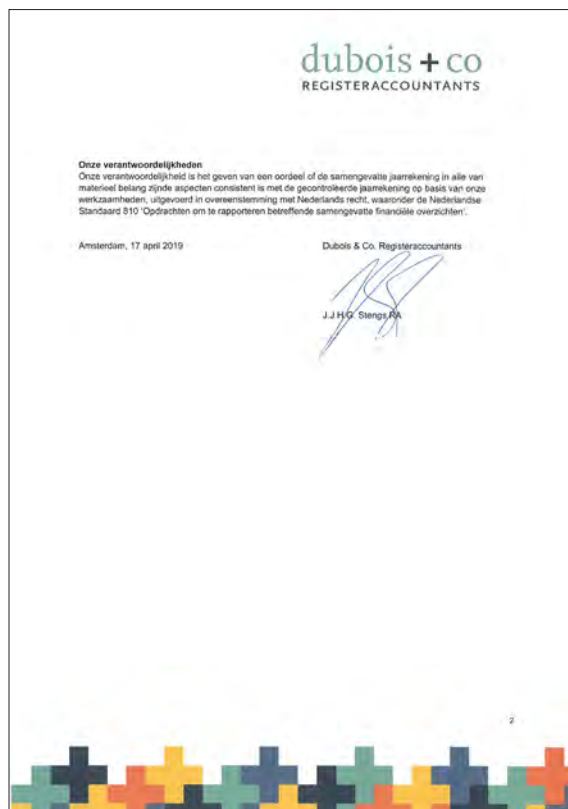 dubois + co
REGISTERACCOUNTANTS
Onze verantwoordelijkheden
Onze verantwoordelijkheid is het geven van een oordeel of de samengevatte jaarrekening in alle van
materieel belang zijnde aspecten consistent is met de gecontroleerde jaarrekening op basis van onze
werkzaamheden, uitgevoerd in overeenstemming met Nederlands recht, waaronder de Nederlandse
Standaard 810 'Opdrachten om te rapporteren betreffende samengevatte financiële overzichten'.
Amsterdam, 17 april 2019 Dubois & Co. Registeraccountants
J.J.H.G. Stengs RA
2